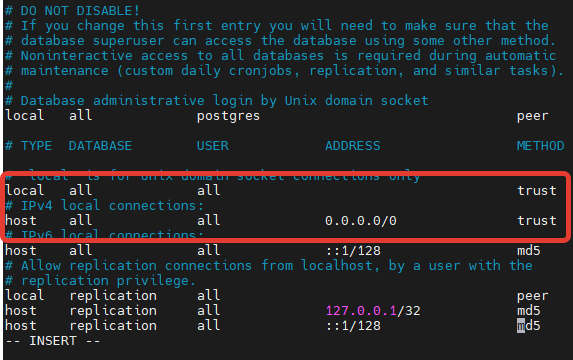 # DO NOT DISABLE!
# If you change this first entry you will need to make sure that the
# database superuser can access the database using some other method.
# Noninteractive access to all databases is required during automatic
# maintenance (custom daily cronjobs, replication, and similar tasks).
#
# Database administrative login by Unix domain socket
local   all             postgres                                peer

# TYPE  DATABASE        USER            ADDRESS                 METHOD

# "local" is for Unix domain socket connections only
local   all             all                                     trust
# IPv4 local connections:
host    all             all             0.0.0.0/0               trust
# IPv6 local connections:
host    all             all             ::1/128                 md5
# Allow replication connections from localhost, by a user with the
# replication privilege.
local   replication     all                                     peer
host    replication     all             127.0.0.1/32            md5
host    replication     all             ::1/128                 md5
-- INSERT --